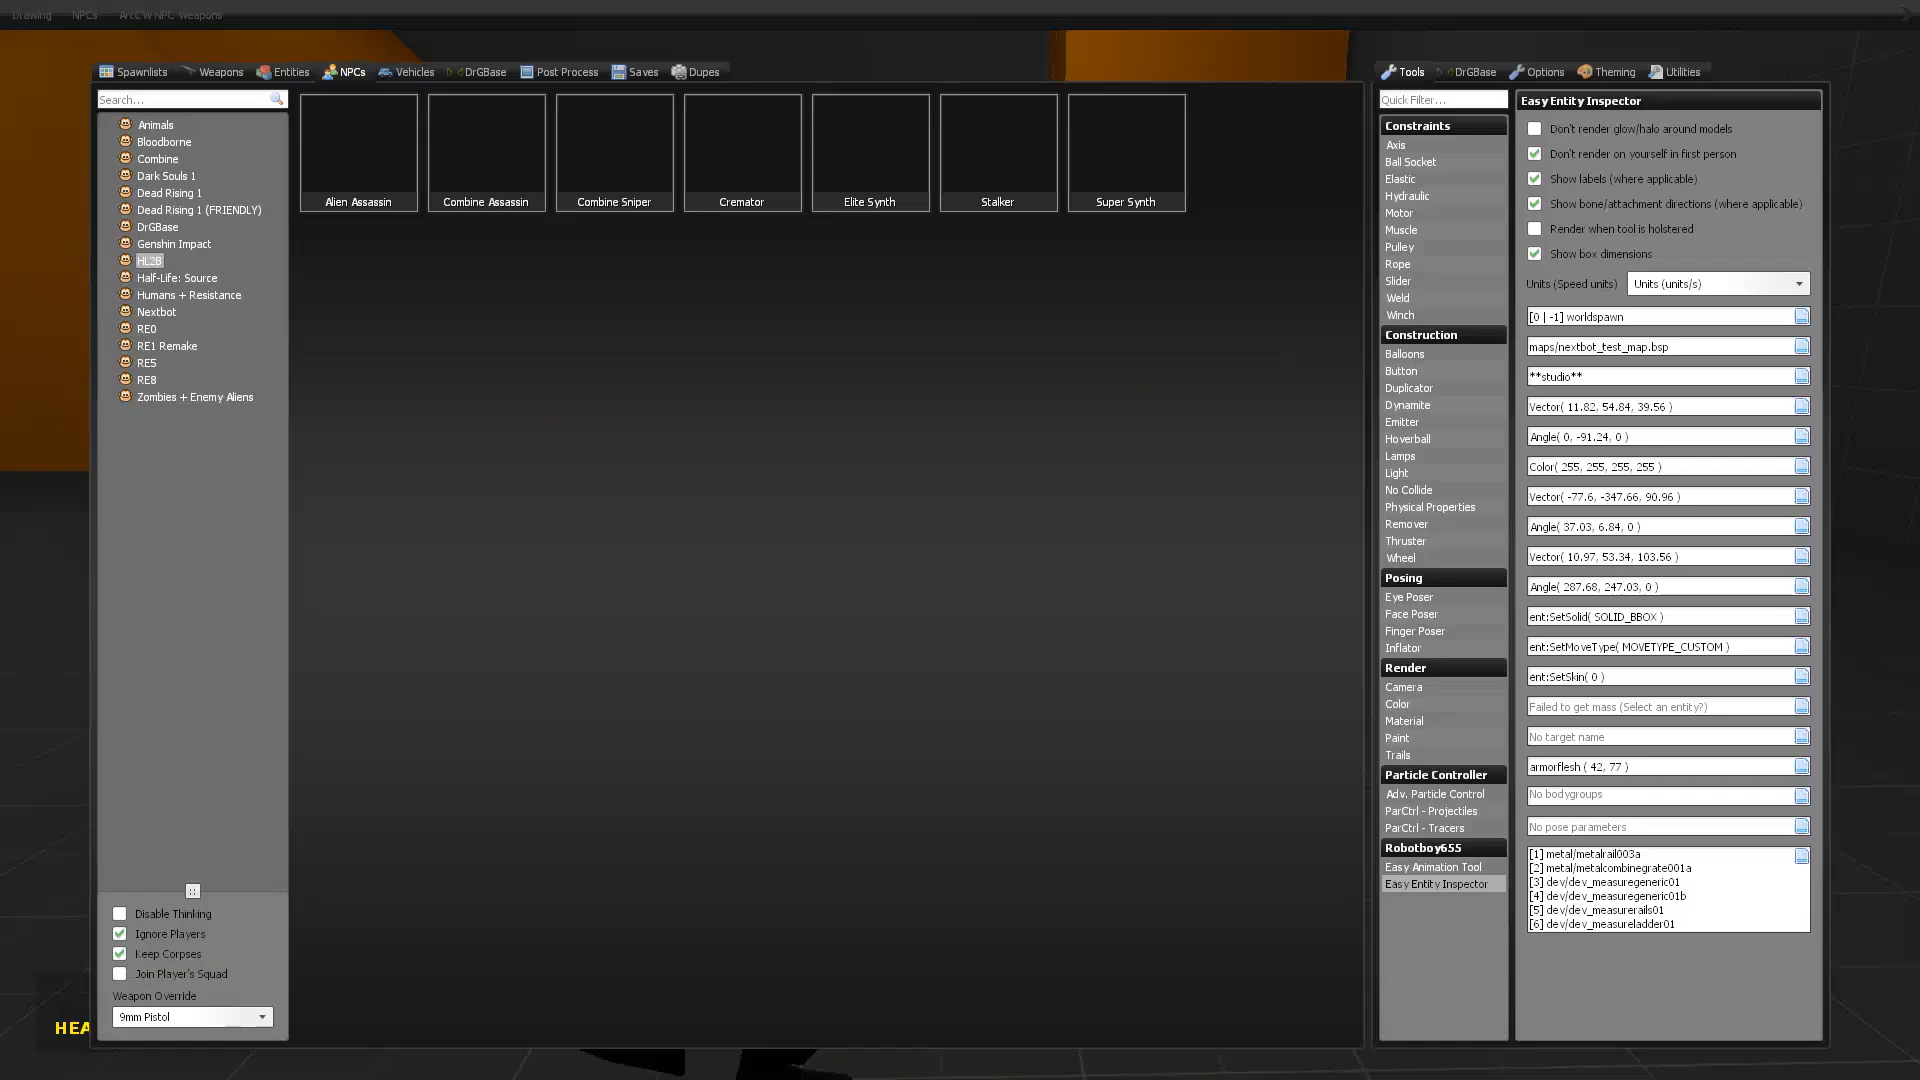 Drawing NPCs ArcCW NPC Weapons
Spawnlists Weapons Entities NPCs Vehicles DrGBase Post Process Saves Dupes
Search...
Animals
Bloodborne
Combine
Dark Souls 1
Dead Rising 1
Dead Rising 1 (FRIENDLY)
DrGBase
Genshin Impact
HL2B
Half-Life: Source
Humans + Resistance
Nextbot
RE0
RE1 Remake
RE5
RE8
Zombies + Enemy Aliens
Disable Thinking
Ignore Players
Keep Corpses
Join Player's Squad
Weapon Override
9mm Pistol
HEA
Alien Assassin
Combine Assassin
Combine Sniper
Cremator
Elite Synth
Stalker
Super Synth
Tools DrGBase Options Theming Utilities
Quick Filter...
Constraints
Axis
Ball Socket
Elastic
Hydraulic
Motor
Muscle
Pulley
Rope
Slider
Weld
Winch
Construction
Balloons
Button
Duplicator
Dynamite
Emitter
Hoverball
Lamps
Light
No Collide
Physical Properties
Remover
Thruster
Wheel
Posing
Eye Poser
Face Poser
Finger Poser
Inflator
Render
Camera
Color
Material
Paint
Trails
Particle Controller
Adv. Particle Control
ParCtrl - Projectiles
ParCtrl - Tracers
Robotboy655
Easy Animation Tool
Easy Entity Inspector
Easy Entity Inspector
Don't render glow/halo around models
Don't render on yourself in first person
Show labels (where applicable)
Show bone/attachment directions (where applicable)
Render when tool is holstered
Show box dimensions
Units (Speed units) Units (units/s)
[0 | -1] worldspawn
maps/nextbot_test_map.bsp
**studio**
Vector( 11.82, 54.84, 39.56 )
Angle( 0, -91.24, 0 )
Color( 255, 255, 255, 255 )
Vector( -77.6, -347.66, 90.96 )
Angle( 37.03, 6.84, 0 )
Vector( 10.97, 53.34, 103.56 )
Angle( 287.68, 247.03, 0 )
ent:SetSolid( SOLID_BBOX )
ent:SetMoveType( MOVETYPE_CUSTOM )
ent:SetSkin( 0 )
Failed to get mass (Select an entity?)
No target name
armorflesh ( 42, 77 )
No bodygroups
No pose parameters
[1] metal/metalrail003a
[2] metal/metalcombinegrate001a
[3] dev/dev_measuregeneric01
[4] dev/dev_measuregeneric01b
[5] dev/dev_measurerails01
[6] dev/dev_measureladder01